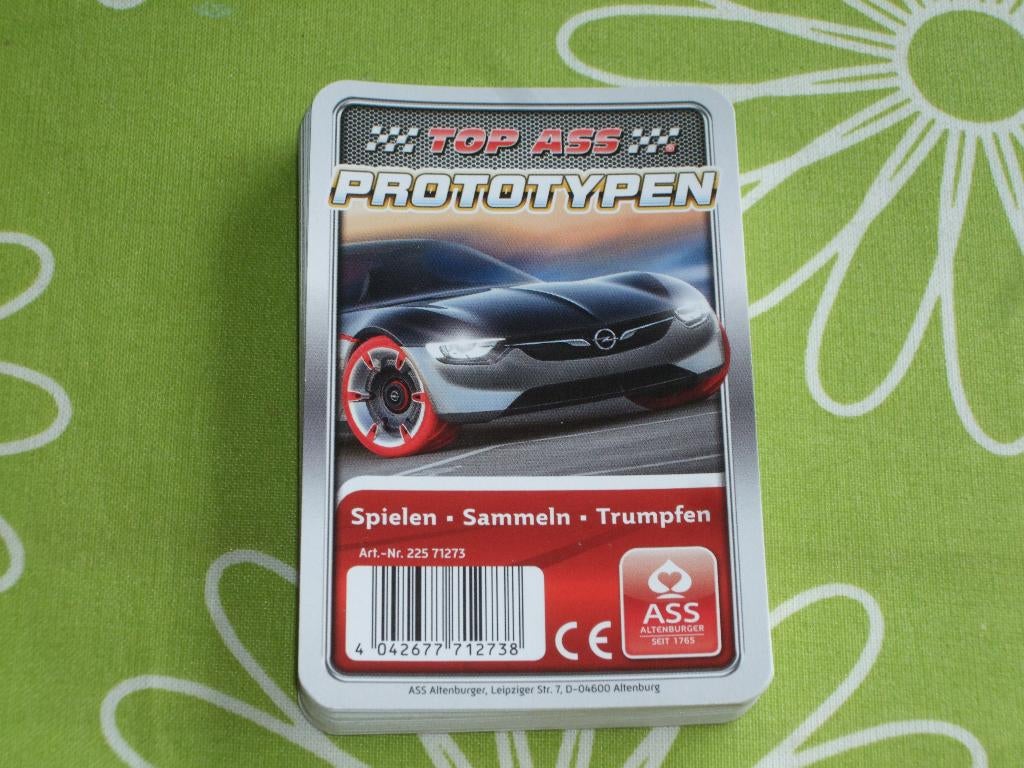 TOP ASS
PROTOTYPEN
Spielen ▪ Sammeln ▪ Trumpfen
Art.-Nr. 225 71273
4 042677 712738
CE
ASS
ALTENBURGER
SEIT 1765
ASS Altenburger, Leipziger Str. 7, D-04600 Altenburg